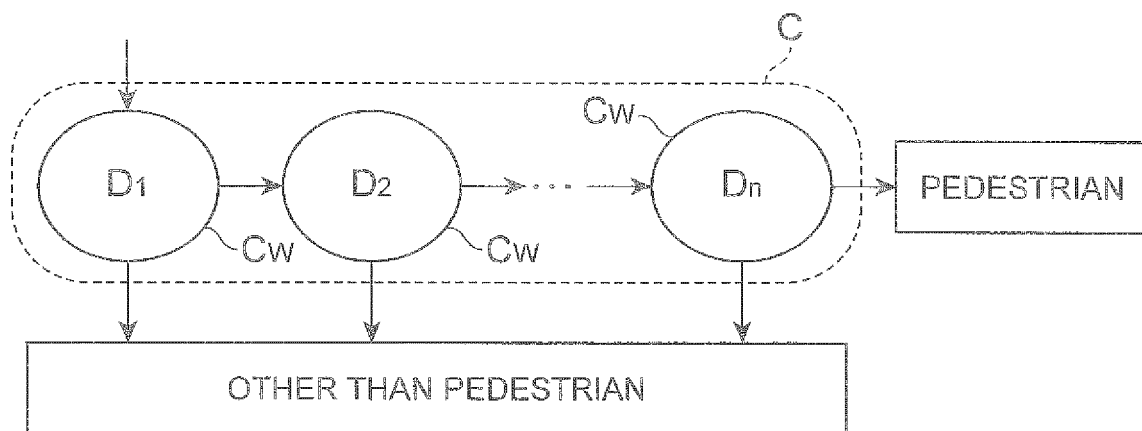 C
Cw
D1
D2
...
Dn
PEDESTRIAN
Cw
Cw
OTHER THAN PEDESTRIAN